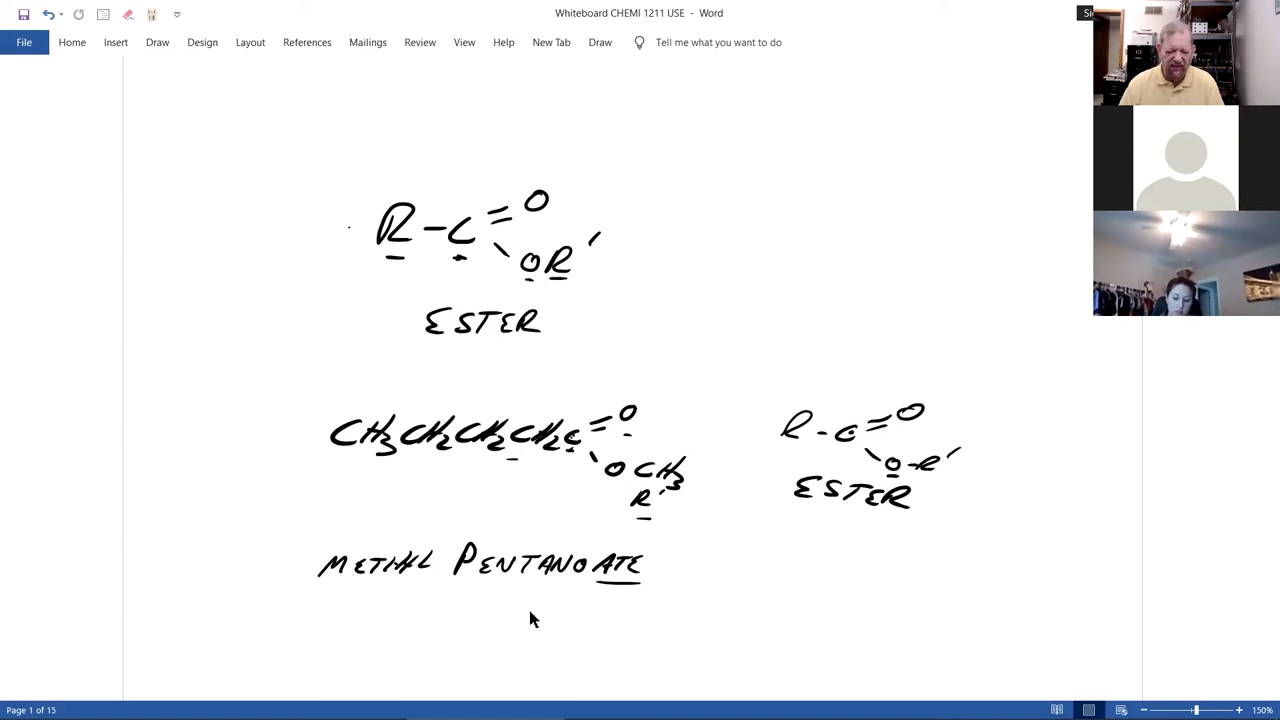 Whiteboard CHEMI 1211 USE - Word
File Home Insert Draw Design Layout References Mailings Review View Help New Tab Draw Tell me what you want to do
R - C = O
\ OR'
ESTER
CH3CH2CH2CH2C = O
\ OCH3
R'
R - C = O
\ O-R'
ESTER
METHYL PENTANOATE
Page 1 of 15
150%